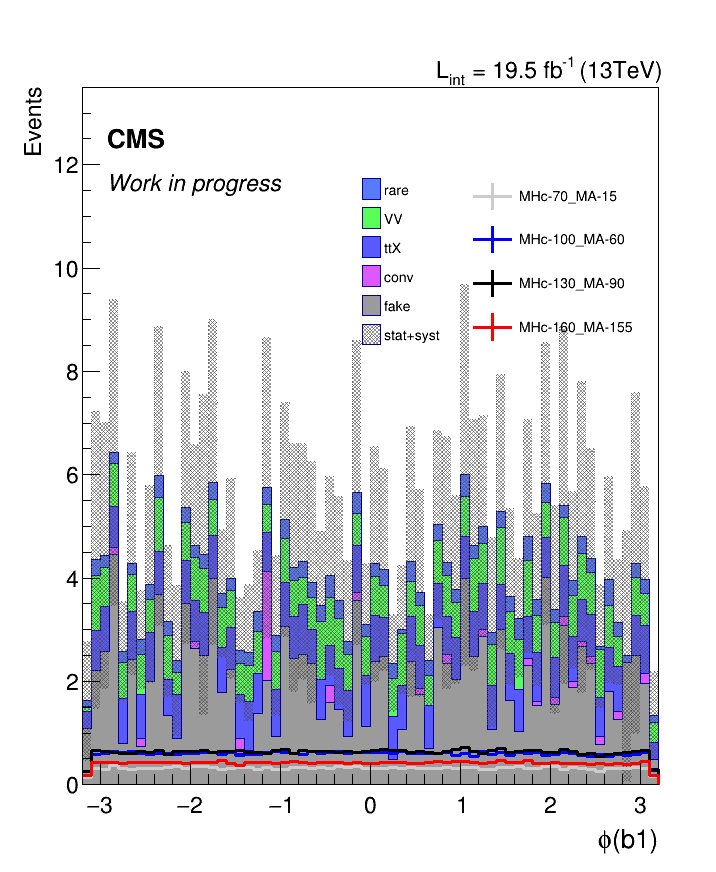 L_int = 19.5 fb^-1 (13TeV)
Events
CMS
Work in progress
rare
VV
ttX
conv
fake
stat+syst
MHc-70_MA-15
MHc-100_MA-60
MHc-130_MA-90
MHc-160_MA-155
12
10
8
6
4
2
0
−3 −2 −1 0 1 2 3
ϕ(b1)